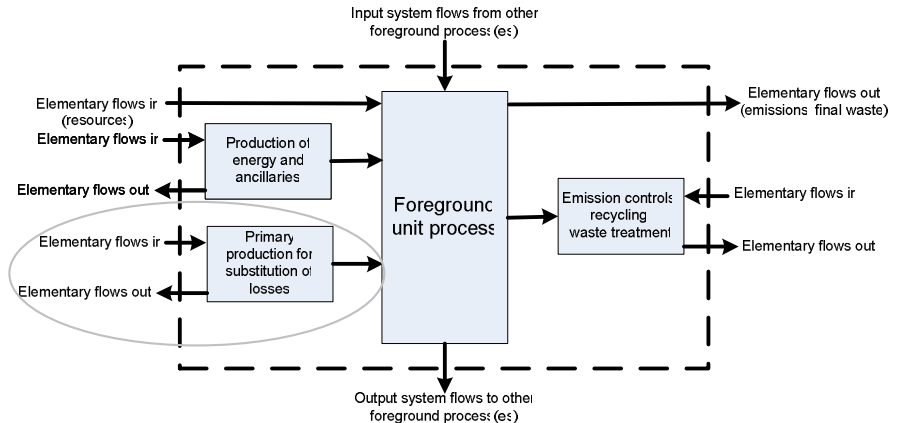 Input system flows from other
foreground process (es)
Elementary flows in
(resources)
Elementary flows in
Elementary flows out
Production of
energy and
ancillaries
Elementary flows in
Elementary flows out
Primary
production for
substitution of
losses
Foreground
unit process
Elementary flows out
(emissions final waste)
Emission controls
recycling
waste treatment
Elementary flows in
Elementary flows out
Output system flows to other
foreground process (es)